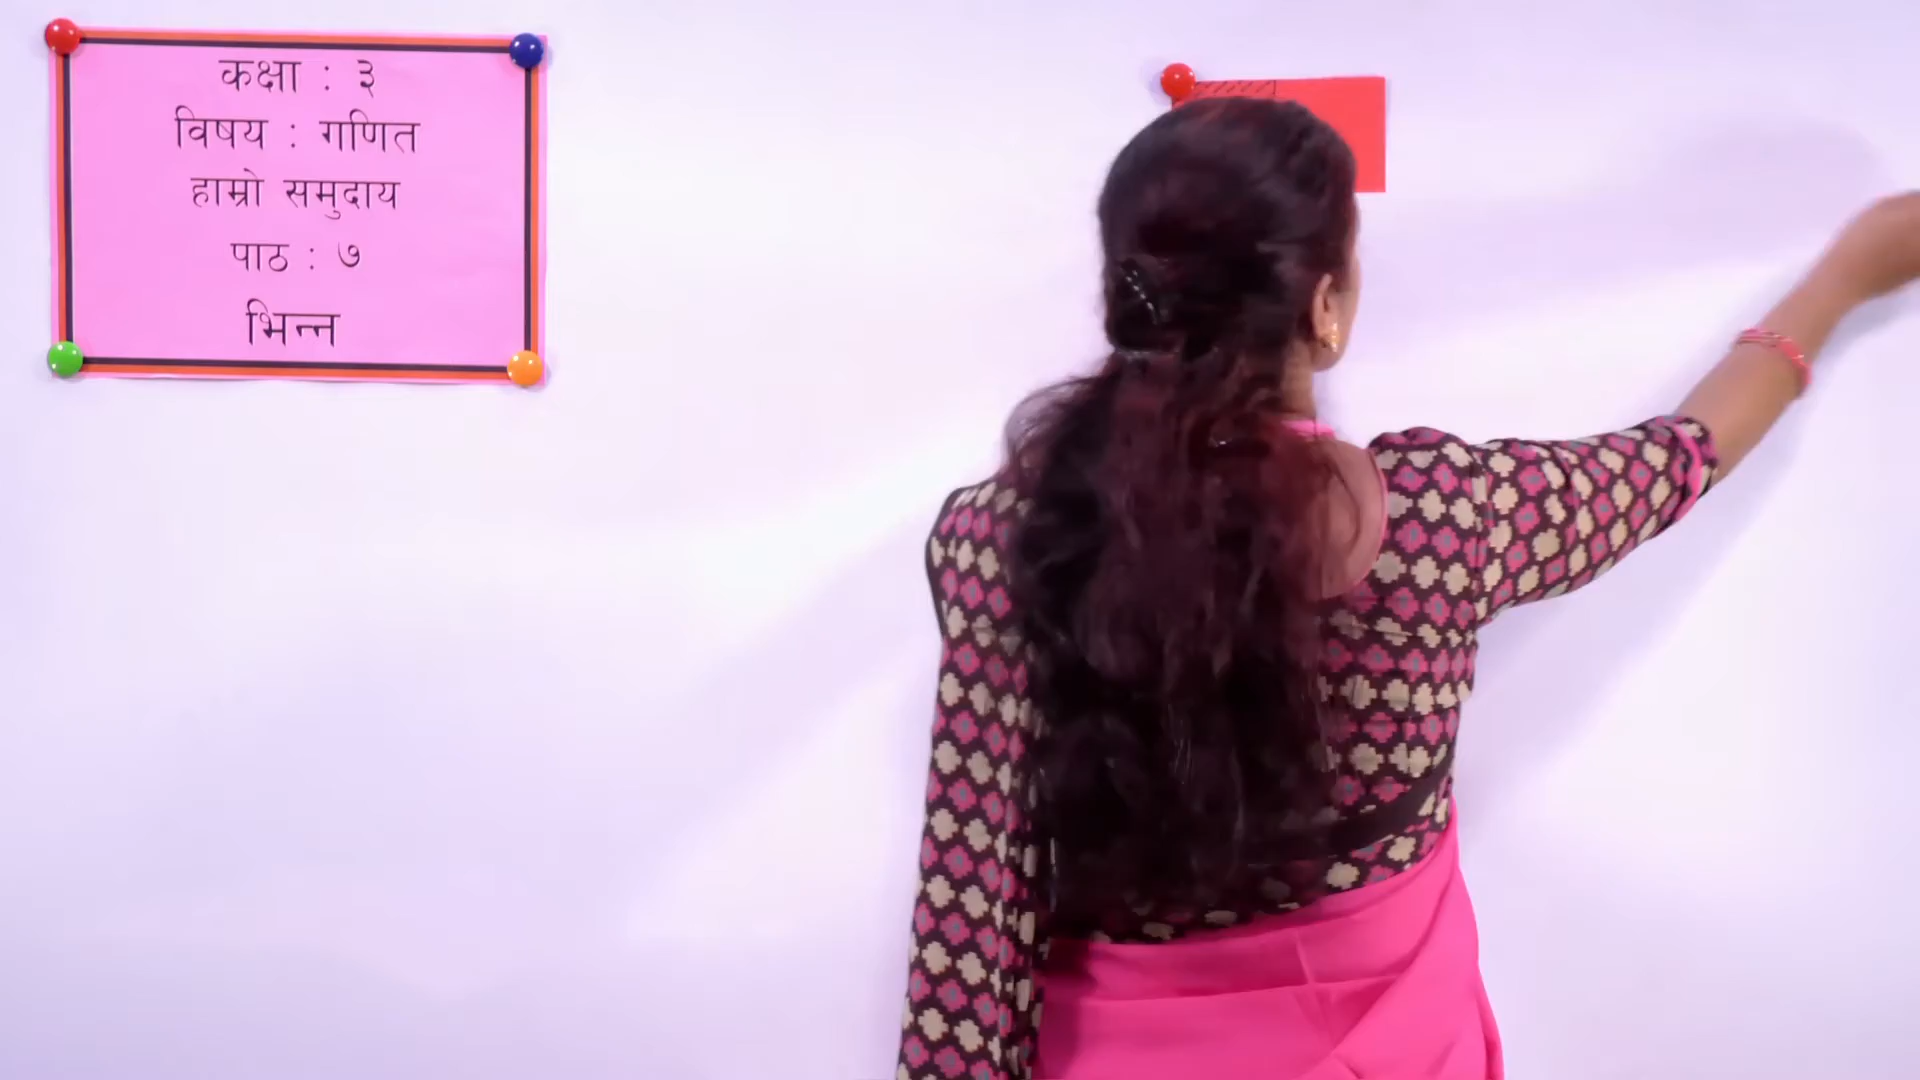 कक्षा : ३
विषय : गणित
हाम्रो समुदाय
पाठ : ७
भिन्न